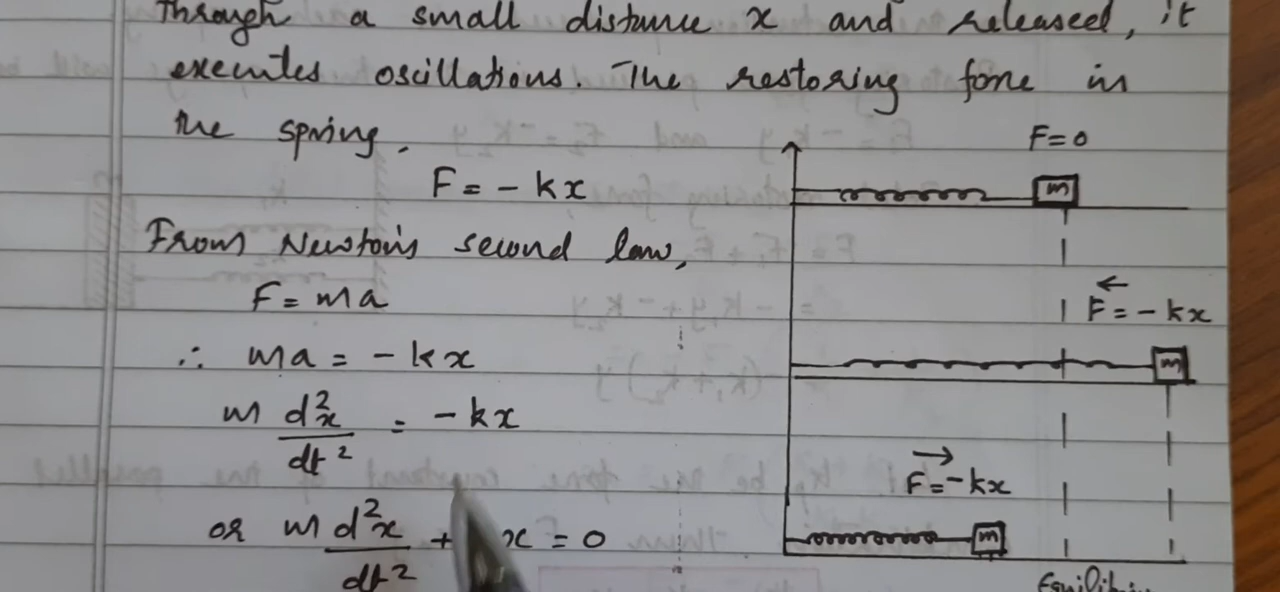 Through a small distance x and released, it
executes oscillations. The restoring force in
the spring.
F = - kx
From Newton's second law,
F = ma
∴ ma = - kx
m d²x/dt² = - kx
or m d²x/dt² + x = 0
F = 0
m
F = - kx
m
F = - kx
m